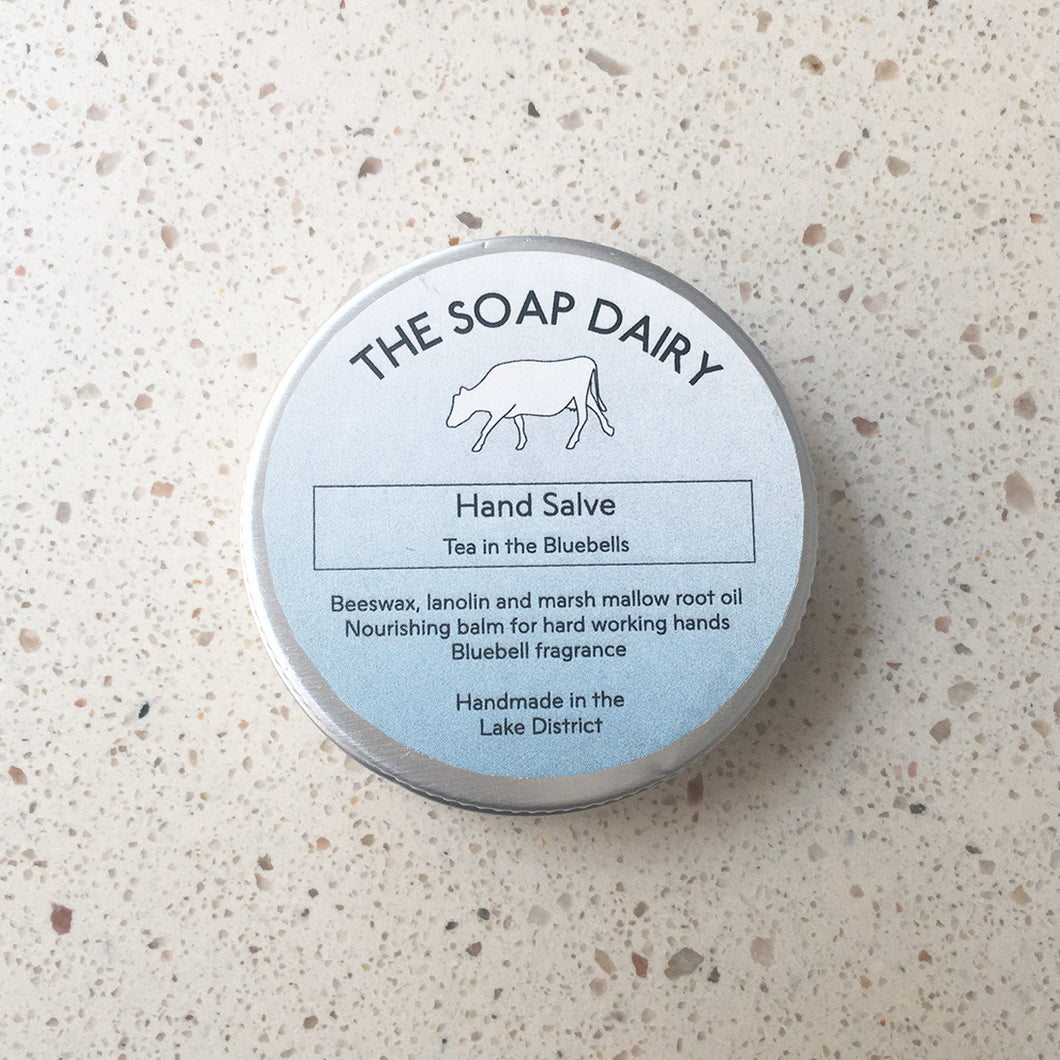 THE SOAP DAIRY
Hand Salve
Tea in the Bluebells
Beeswax, lanolin and marsh mallow root oil
Nourishing balm for hard working hands
Bluebell fragrance
Handmade in the
Lake District